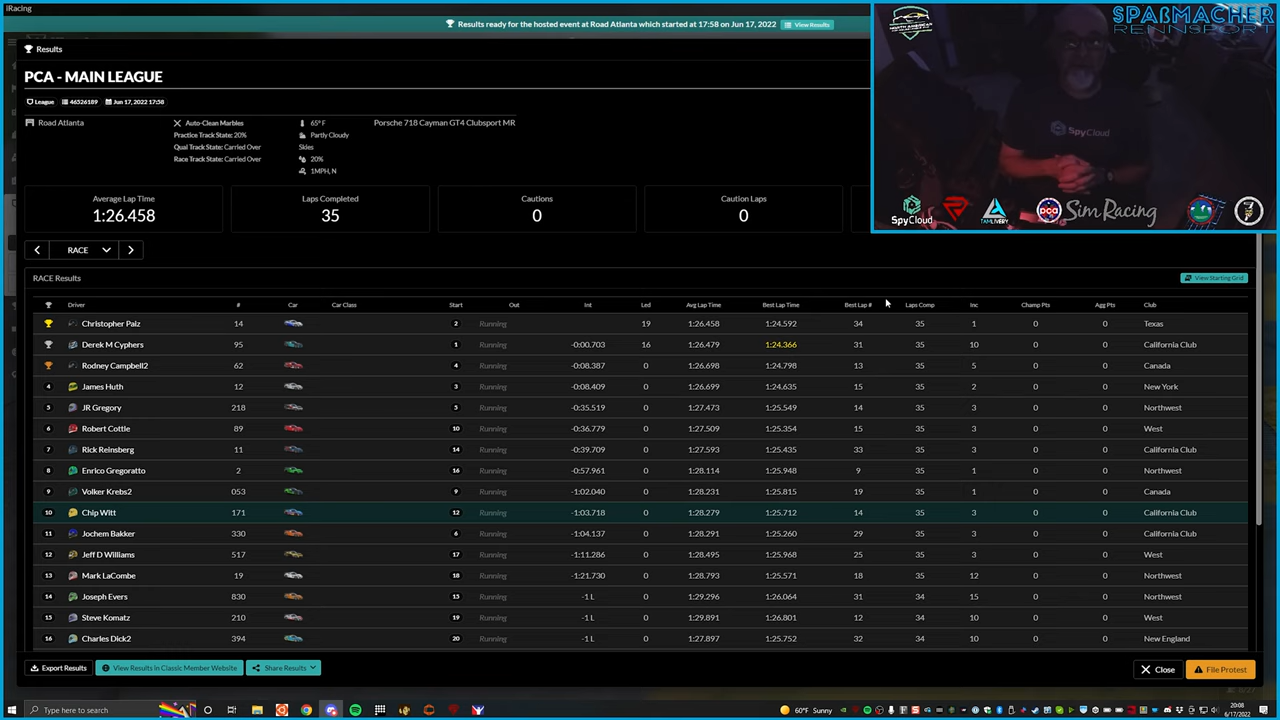 iRacing
Results ready for the hosted event at Road Atlanta which started at 17:58 on Jun 17, 2022 View Results
SPAßMACHER
RENNSPORT
Results
PCA - MAIN LEAGUE
League 46526189 Jun 17, 2022 17:58
Road Atlanta Auto-Clean Marbles 65° F Porsche 718 Cayman GT4 Clubsport MR
Practice Track State: 20% Partly Cloudy
Qual Track State: Carried Over Skies
Race Track State: Carried Over 20%
1MPH, N
SpyCloud
Average Lap Time Laps Completed Cautions Caution Laps
1:26.458 35 0 0
SpyCloud TAMLIVERY DCO Sim Racing 7
RACE
RACE Results View Starting Grid
Driver # Car Car Class Start Out Int Led Avg Lap Time Best Lap Time Best Lap # Laps Comp Inc Champ Pts Agg Pts Club
Christopher Paiz 14 2 Running 19 1:26.458 1:24.592 34 35 1 0 0 Texas
Derek M Cyphers 95 1 Running -0:00.703 16 1:26.479 1:24.366 31 35 10 0 0 California Club
Rodney Campbell2 62 4 Running -0:08.387 0 1:26.698 1:24.798 13 35 5 0 0 Canada
4 James Huth 12 3 Running -0:08.409 0 1:26.699 1:24.635 15 35 2 0 0 New York
5 JR Gregory 218 5 Running -0:35.519 0 1:27.473 1:25.549 14 35 3 0 0 Northwest
6 Robert Cottle 89 10 Running -0:36.779 0 1:27.509 1:25.354 15 35 3 0 0 West
7 Rick Reinsberg 11 14 Running -0:39.709 0 1:27.593 1:25.435 33 35 3 0 0 California Club
8 Enrico Gregoratto 2 16 Running -0:57.961 0 1:28.114 1:25.948 9 35 1 0 0 Northwest
9 Volker Krebs2 053 9 Running -1:02.040 0 1:28.231 1:25.815 19 35 1 0 0 Canada
10 Chip Witt 171 12 Running -1:03.718 0 1:28.279 1:25.712 14 35 3 0 0 California Club
11 Jochem Bakker 330 6 Running -1:04.137 0 1:28.291 1:25.260 29 35 3 0 0 California Club
12 Jeff D Williams 517 17 Running -1:11.286 0 1:28.495 1:25.968 25 35 3 0 0 West
13 Mark LaCombe 19 18 Running -1:21.730 0 1:28.793 1:25.571 18 35 12 0 0 Northwest
14 Joseph Evers 830 15 Running -1 L 0 1:29.296 1:26.064 31 34 15 0 0 Northwest
15 Steve Komatz 210 19 Running -1 L 0 1:29.891 1:26.801 12 34 10 0 0 West
16 Charles Dick2 394 20 Running -1 L 0 1:27.897 1:25.752 32 34 10 0 0 New England
Export Results View Results in Classic Member Website Share Results Close File Protest
Type here to search 60°F Sunny 20:08
6/17/2022